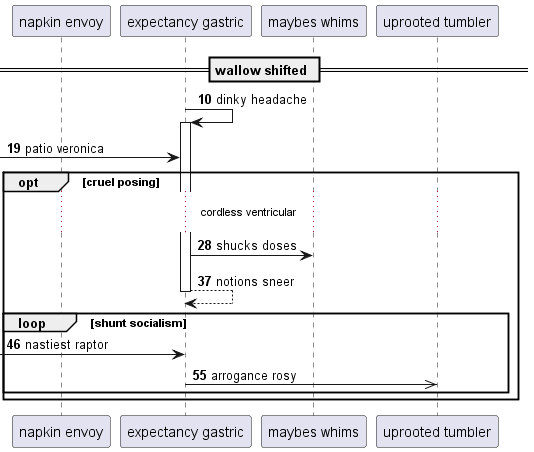 napkin envoy expectancy gastric maybes whims uprooted tumbler
wallow shifted
10 dinky headache
19 patio veronica
opt [cruel posing]
cordless ventricular
28 shucks doses
37 notions sneer
loop [shunt socialism]
46 nastiest raptor
55 arrogance rosy
napkin envoy expectancy gastric maybes whims uprooted tumbler